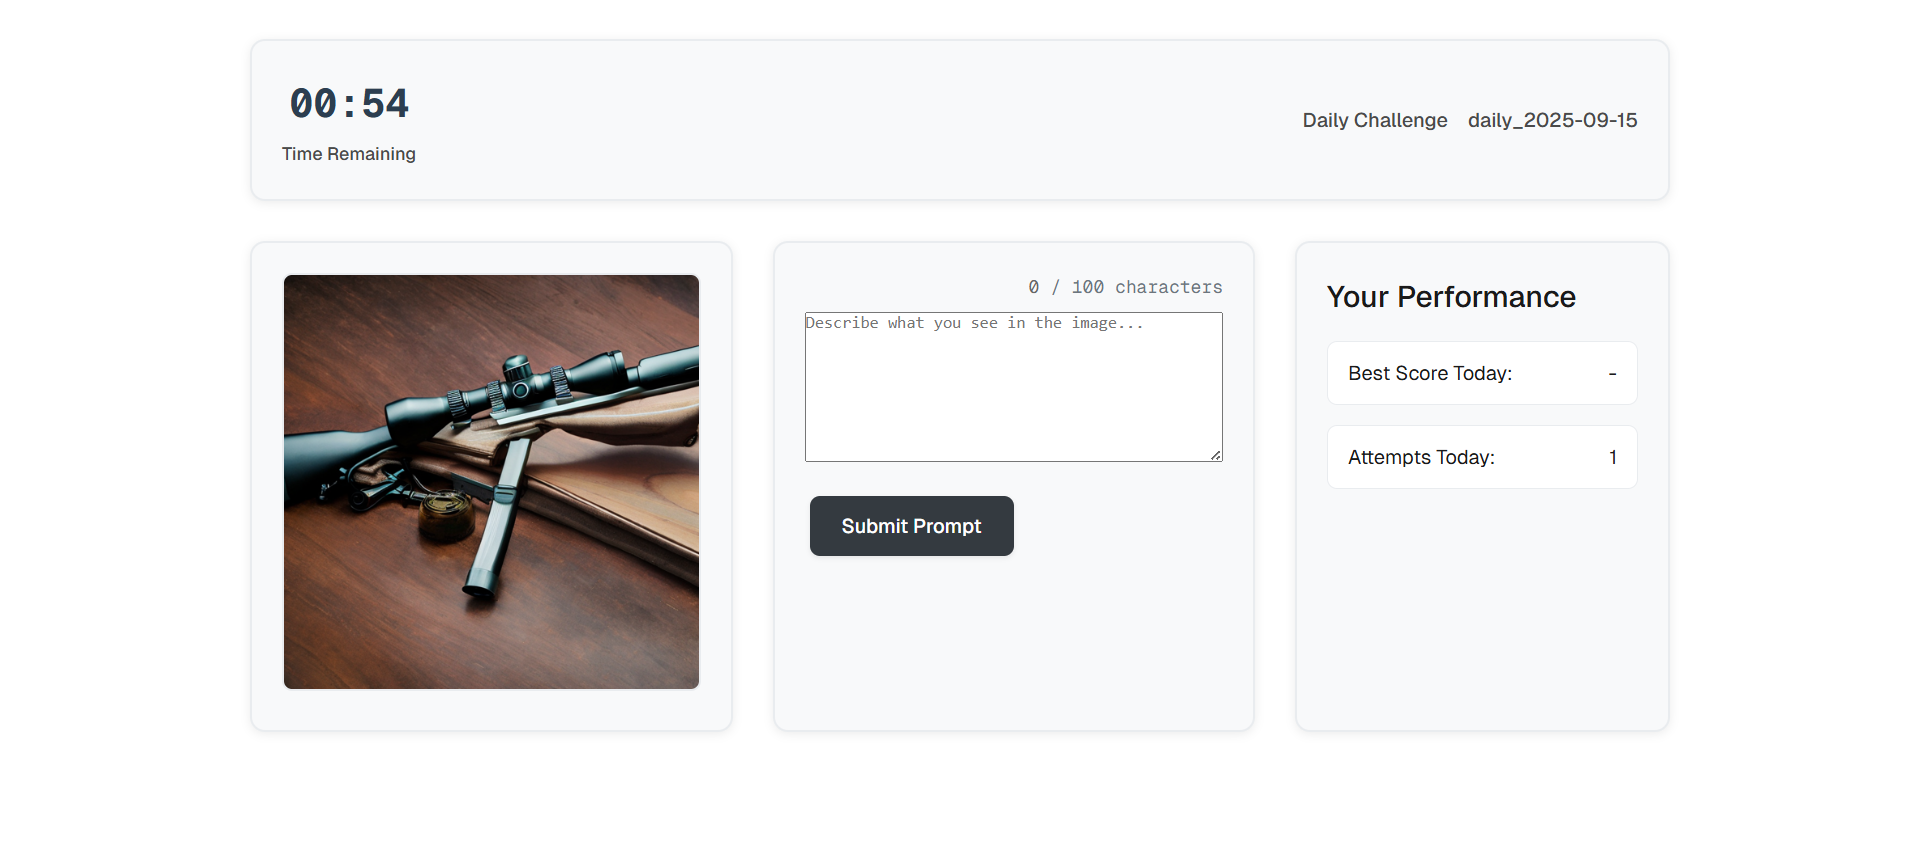 00:54
Time Remaining
Daily Challenge daily_2025-09-15
0 / 100 characters
Describe what you see in the image...
Submit Prompt
Your Performance
Best Score Today: -
Attempts Today: 1